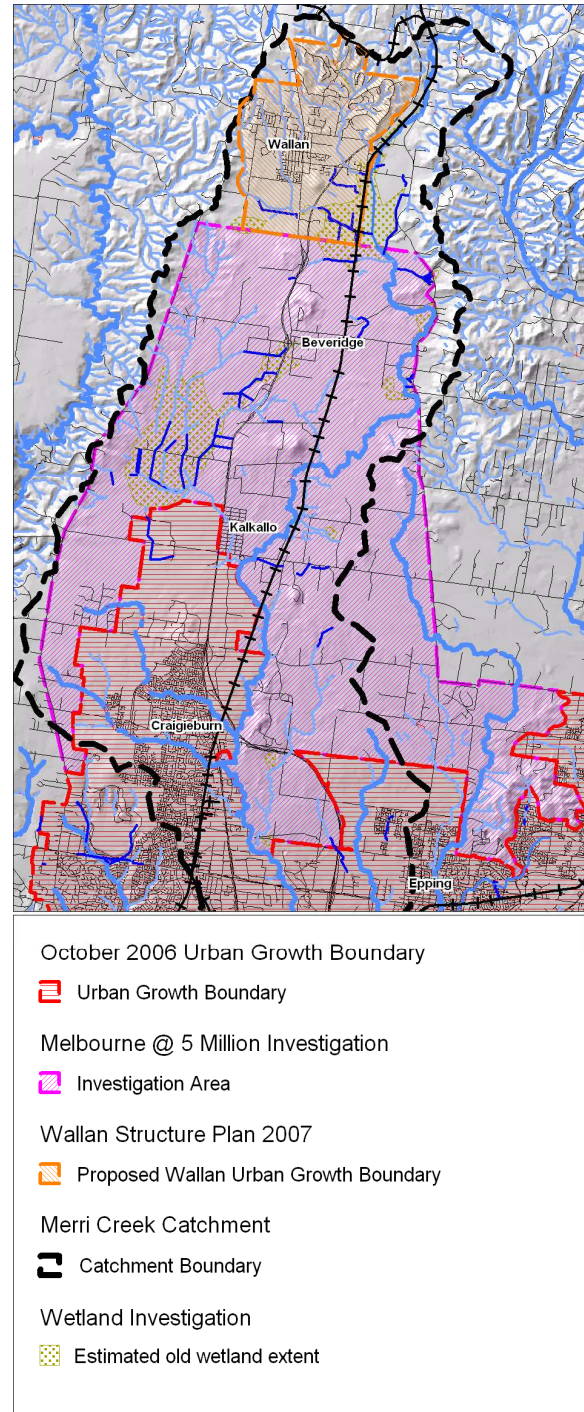 Wallan
Beveridge
Kalkallo
Craigieburn
Epping
October 2006 Urban Growth Boundary
Urban Growth Boundary
Melbourne @ 5 Million Investigation
Investigation Area
Wallan Structure Plan 2007
Proposed Wallan Urban Growth Boundary
Merri Creek Catchment
Catchment Boundary
Wetland Investigation
Estimated old wetland extent